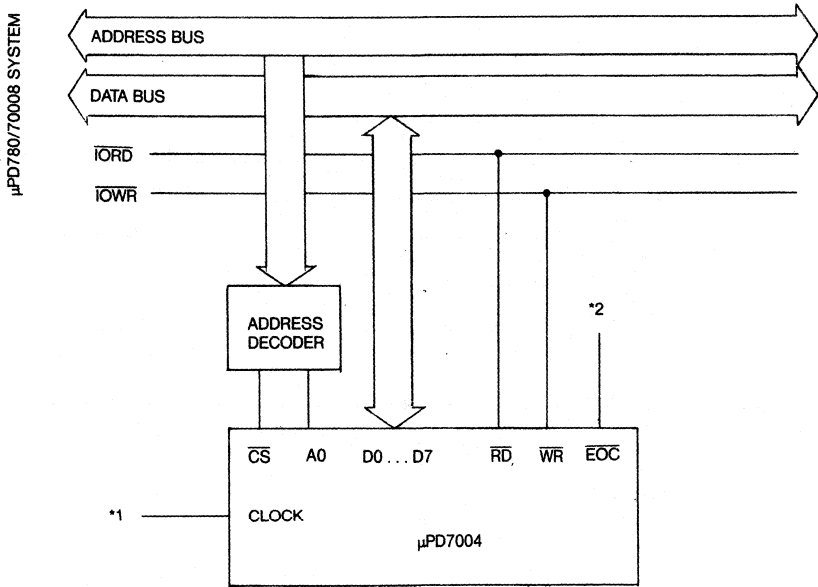 µPD780/70008 SYSTEM
ADDRESS BUS
DATA BUS
IORD
IOWR
ADDRESS
DECODER
*2
CS A0 D0...D7 RD WR EOC
*1 CLOCK
µPD7004